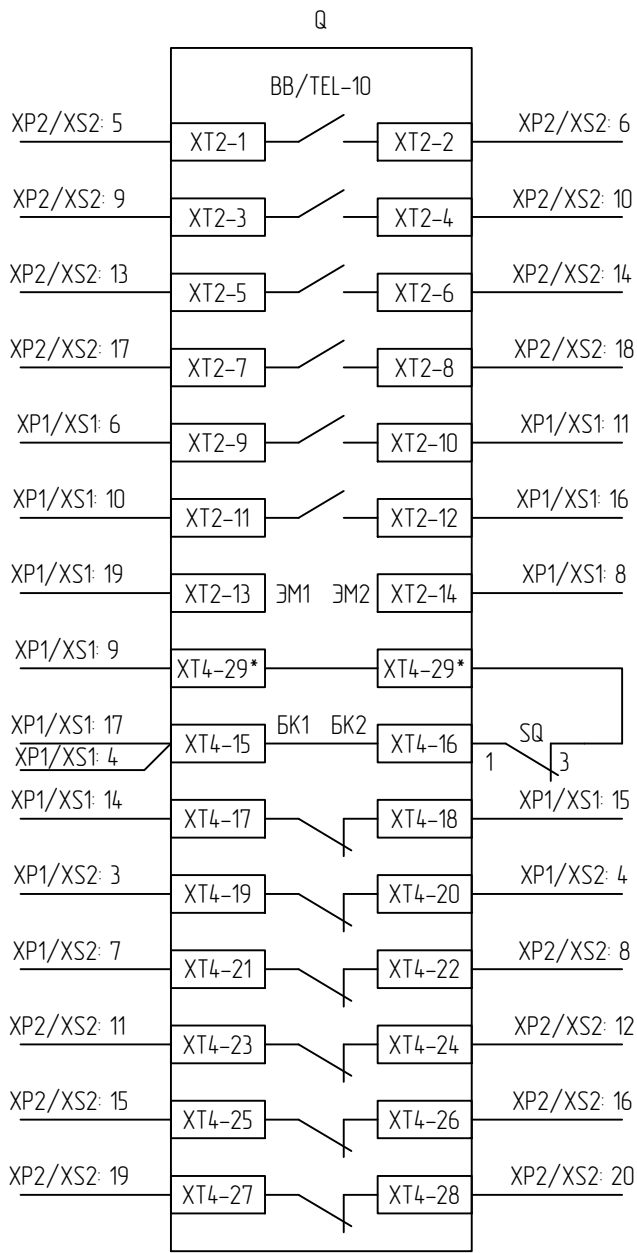 Q
BB/TEL-10
XP2/XS2: 5 XT2-1 XT2-2 XP2/XS2: 6
XP2/XS2: 9 XT2-3 XT2-4 XP2/XS2: 10
XP2/XS2: 13 XT2-5 XT2-6 XP2/XS2: 14
XP2/XS2: 17 XT2-7 XT2-8 XP2/XS2: 18
XP1/XS1: 6 XT2-9 XT2-10 XP1/XS1: 11
XP1/XS1: 10 XT2-11 XT2-12 XP1/XS1: 16
XP1/XS1: 19 XT2-13 ЭМ1 ЭМ2 XT2-14 XP1/XS1: 8
XP1/XS1: 9 XT4-29* XT4-29*
XP1/XS1: 17 XT4-15 БК1 БК2 XT4-16 SQ
XP1/XS1: 4 1 3
XP1/XS1: 14 XT4-17 XT4-18 XP1/XS1: 15
XP1/XS2: 3 XT4-19 XT4-20 XP1/XS2: 4
XP1/XS2: 7 XT4-21 XT4-22 XP2/XS2: 8
XP2/XS2: 11 XT4-23 XT4-24 XP2/XS2: 12
XP2/XS2: 15 XT4-25 XT4-26 XP2/XS2: 16
XP2/XS2: 19 XT4-27 XT4-28 XP2/XS2: 20